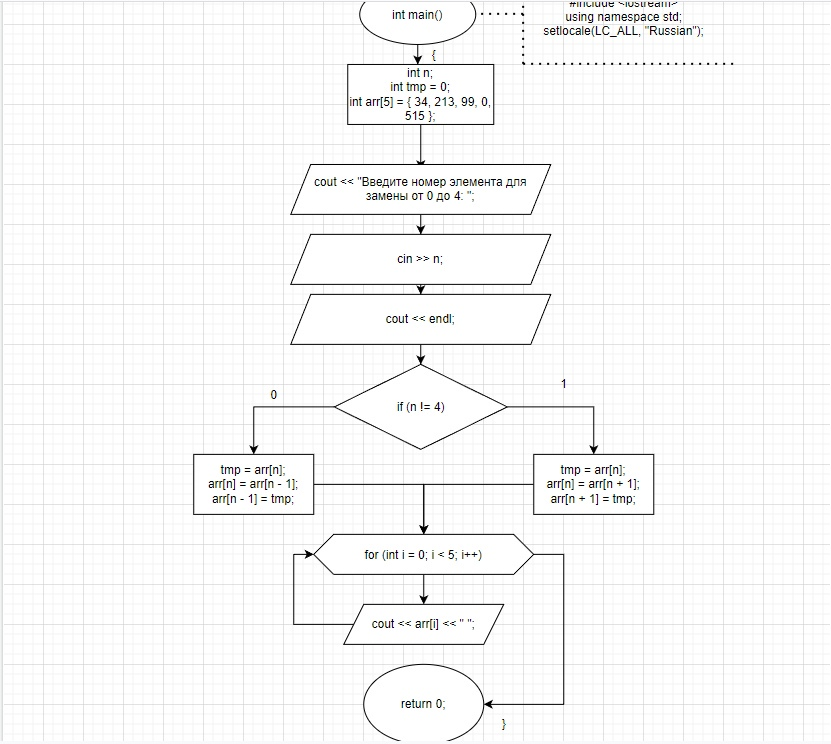 int main()
#include <iostream>
using namespace std;
setlocale(LC_ALL, "Russian");
{
int n;
int tmp = 0;
int arr[5] = { 34, 213, 99, 0,
515 };
cout << "Введите номер элемента для
замены от 0 до 4: ";
cin >> n;
cout << endl;
if (n != 4)
0
1
tmp = arr[n];
arr[n] = arr[n - 1];
arr[n - 1] = tmp;
tmp = arr[n];
arr[n] = arr[n + 1];
arr[n + 1] = tmp;
for (int i = 0; i < 5; i++)
cout << arr[i] << " ";
return 0;
}